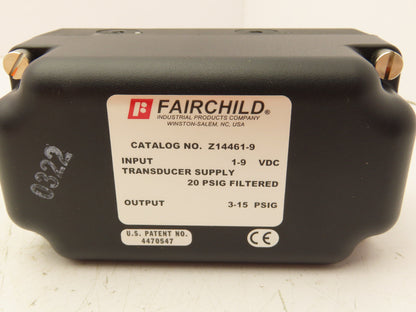 FAIRCHILD®
INDUSTRIAL PRODUCTS COMPANY
WINSTON-SALEM, NC, USA
CATALOG NO. Z14461-9
INPUT 1-9 VDC
TRANSDUCER SUPPLY
20 PSIG FILTERED
OUTPUT 3-15 PSIG
0322
U.S. PATENT NO.
4470547
CE